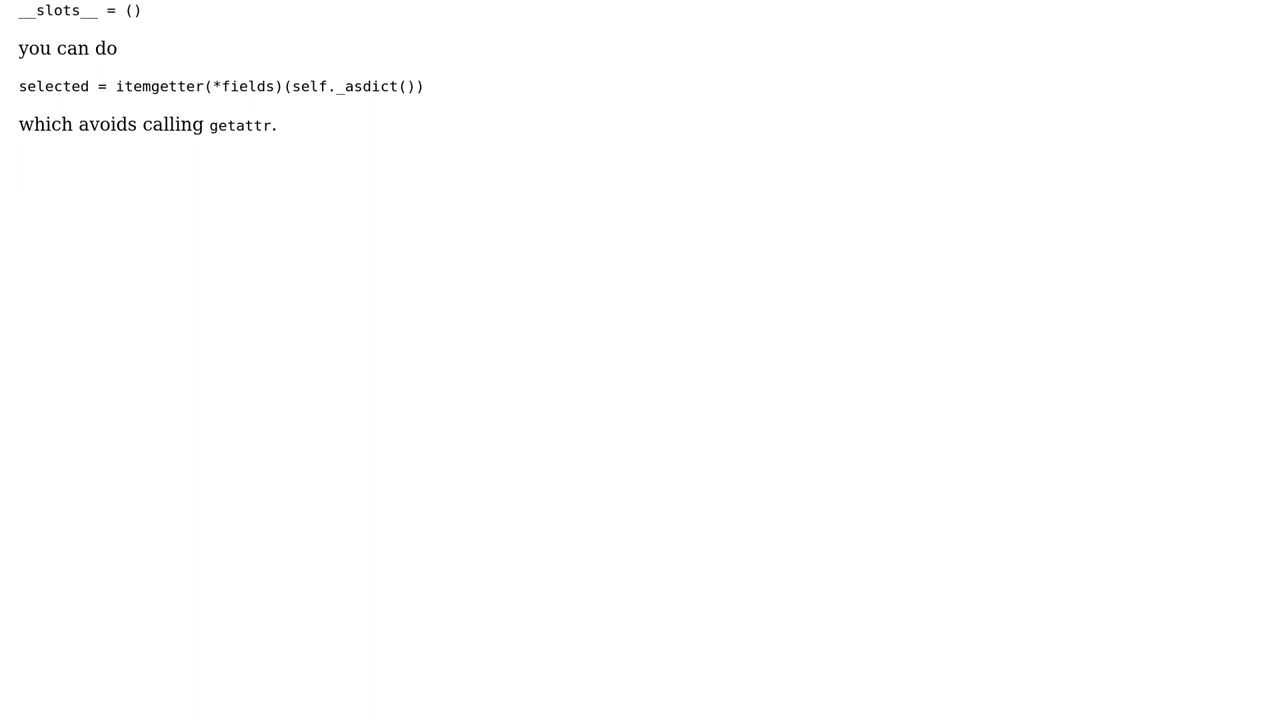 __slots__ = ()
you can do
selected = itemgetter(*fields)(self._asdict())
which avoids calling getattr.